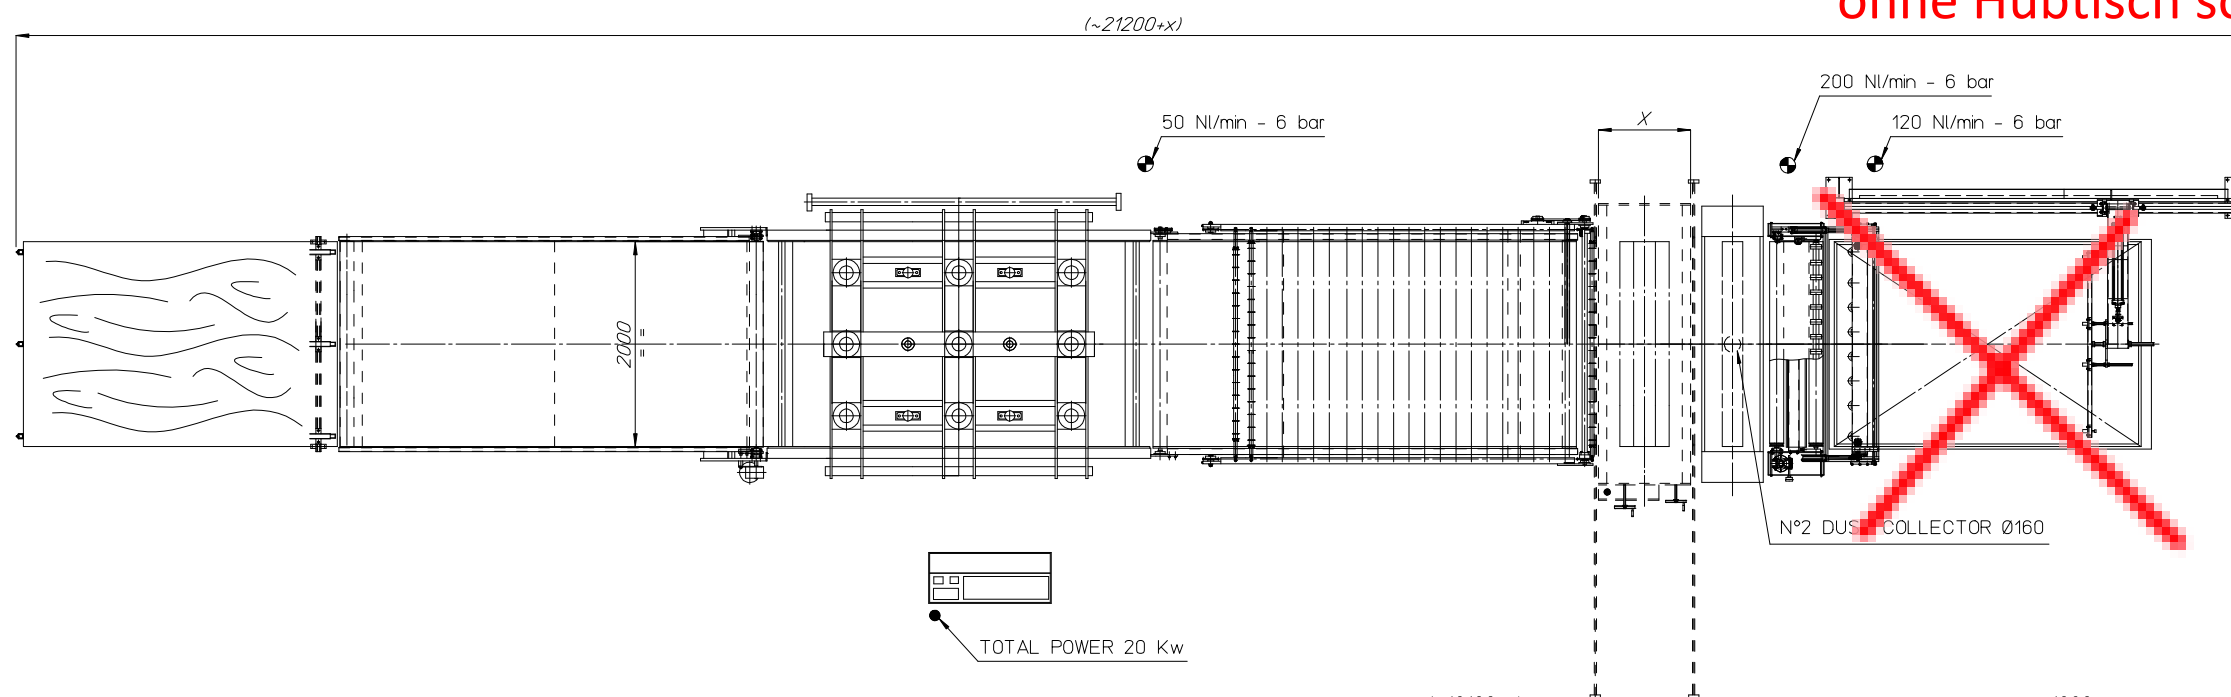 ohne Hubtisch
(~21200+x)
200 Nl/min - 6 bar
50 Nl/min - 6 bar
X
120 Nl/min - 6 bar
2000
=
=
N°2 DUST COLLECTOR Ø160
TOTAL POWER 20 Kw